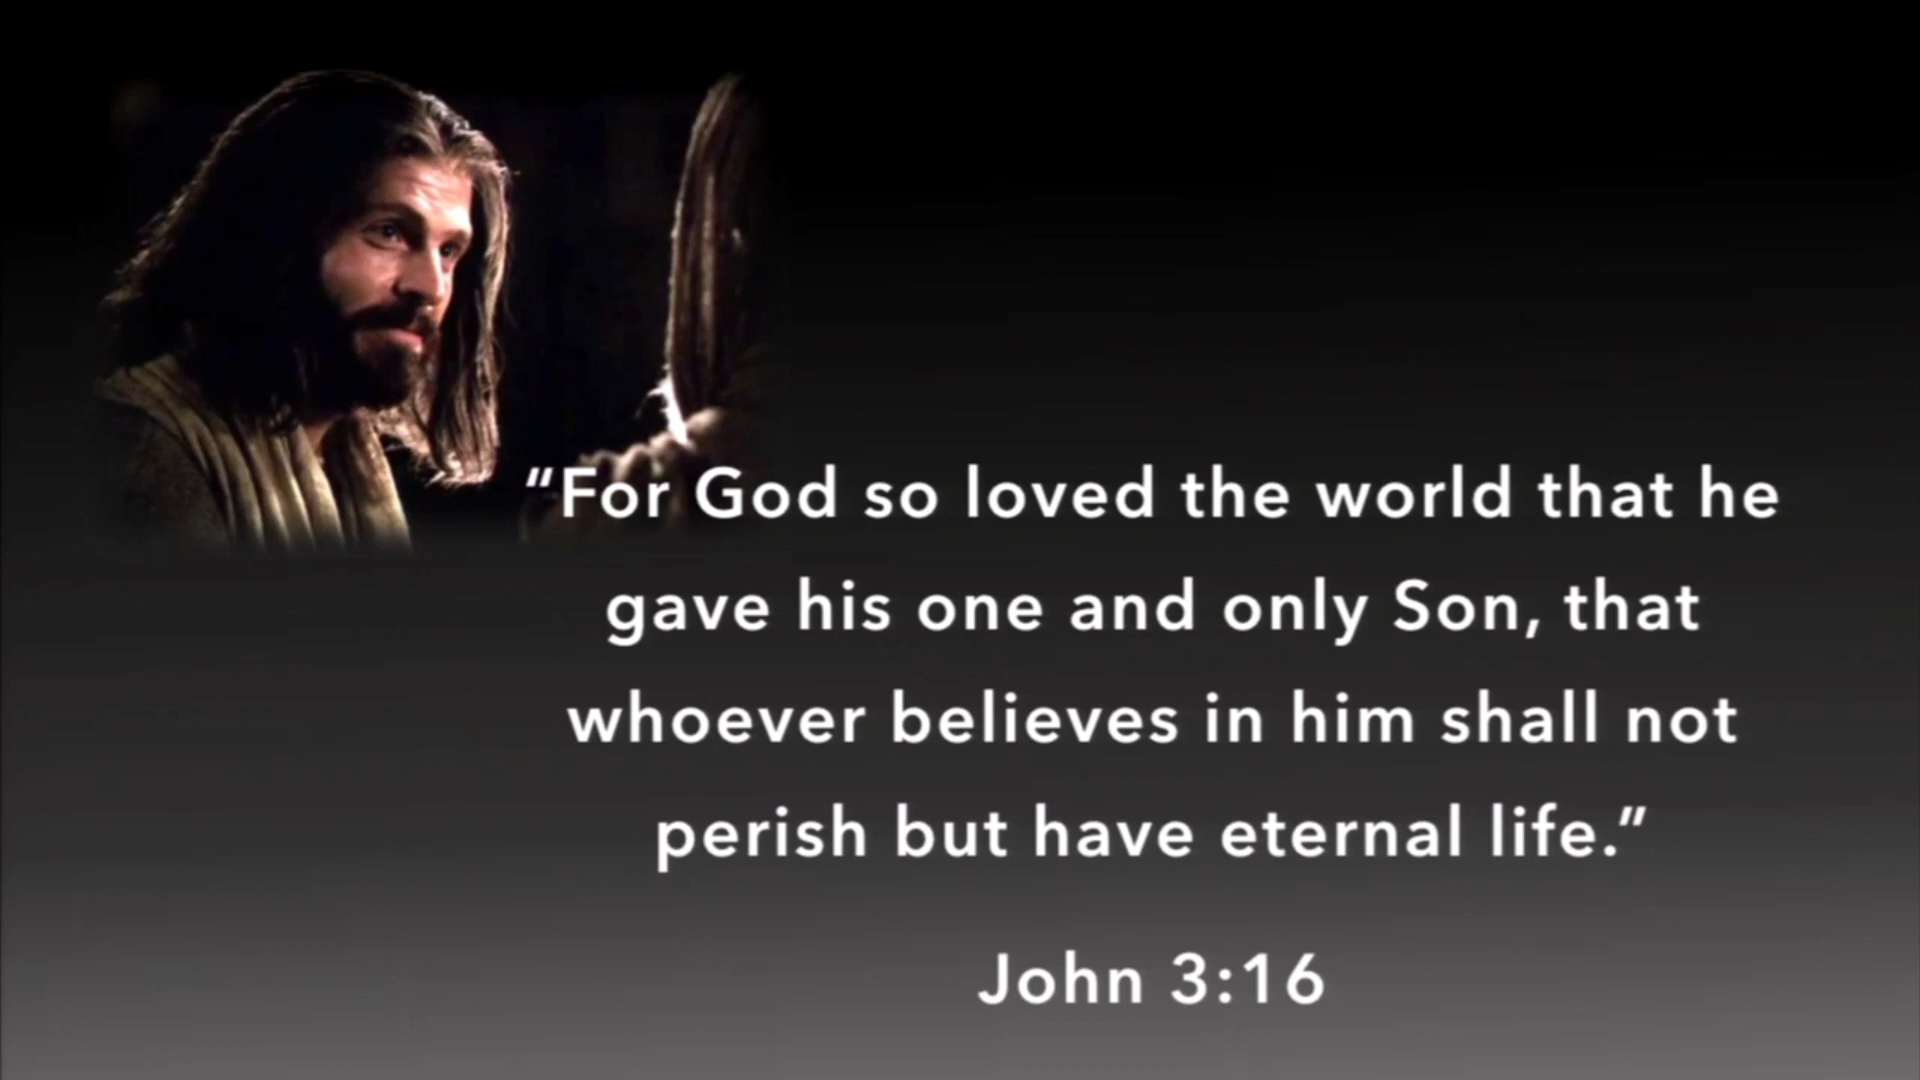 “For God so loved the world that he
gave his one and only Son, that
whoever believes in him shall not
perish but have eternal life.”
John 3:16